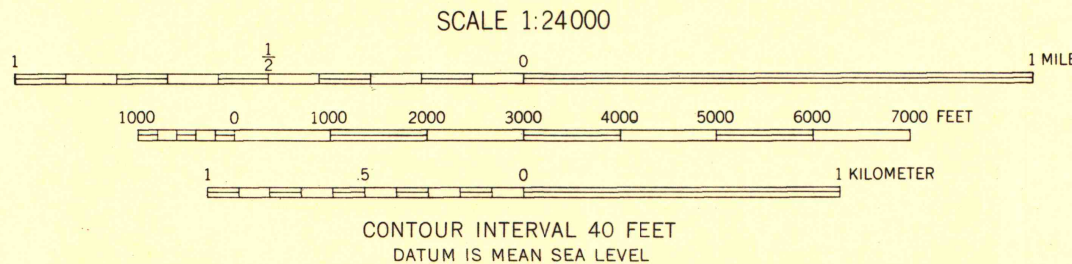 SCALE 1:24000
1 1/2 0 1 MILE
1000 0 1000 2000 3000 4000 5000 6000 7000 FEET
1 .5 0 1 KILOMETER
CONTOUR INTERVAL 40 FEET
DATUM IS MEAN SEA LEVEL